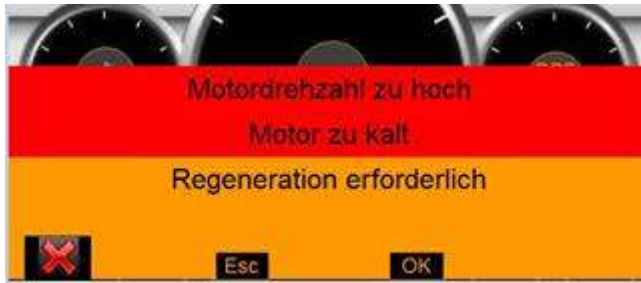 Motordrehzahl zu hoch
Motor zu kalt
Regeneration erforderlich
Esc
OK